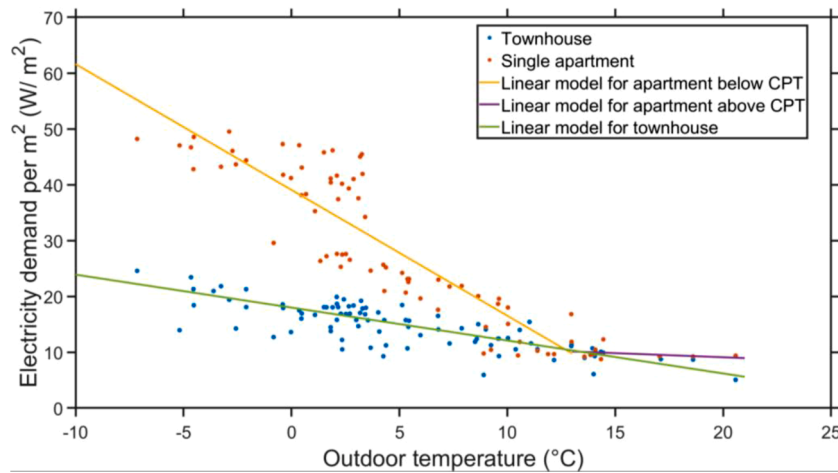 70
60
50
40
30
20
10
0
Electricity demand per m² (W/ m²)
Townhouse
Single apartment
Linear model for apartment below CPT
Linear model for apartment above CPT
Linear model for townhouse
-10 -5 0 5 10 15 20 25
Outdoor temperature (°C)